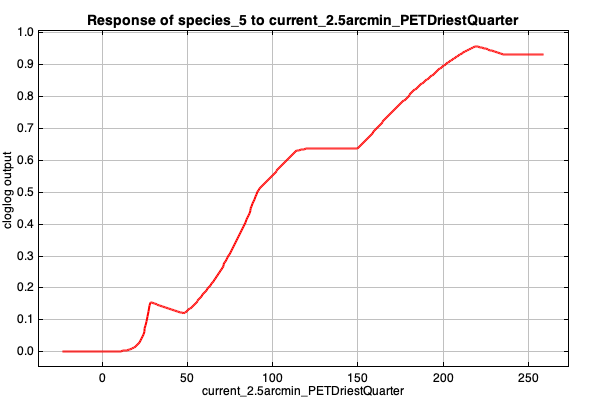 Response of species_5 to current_2.5arcmin_PETDriestQuarter
1.0
0.9
0.8
0.7
0.6
0.5
0.4
0.3
0.2
0.1
0.0
cloglog output
0 50 100 150 200 250
current_2.5arcmin_PETDriestQuarter